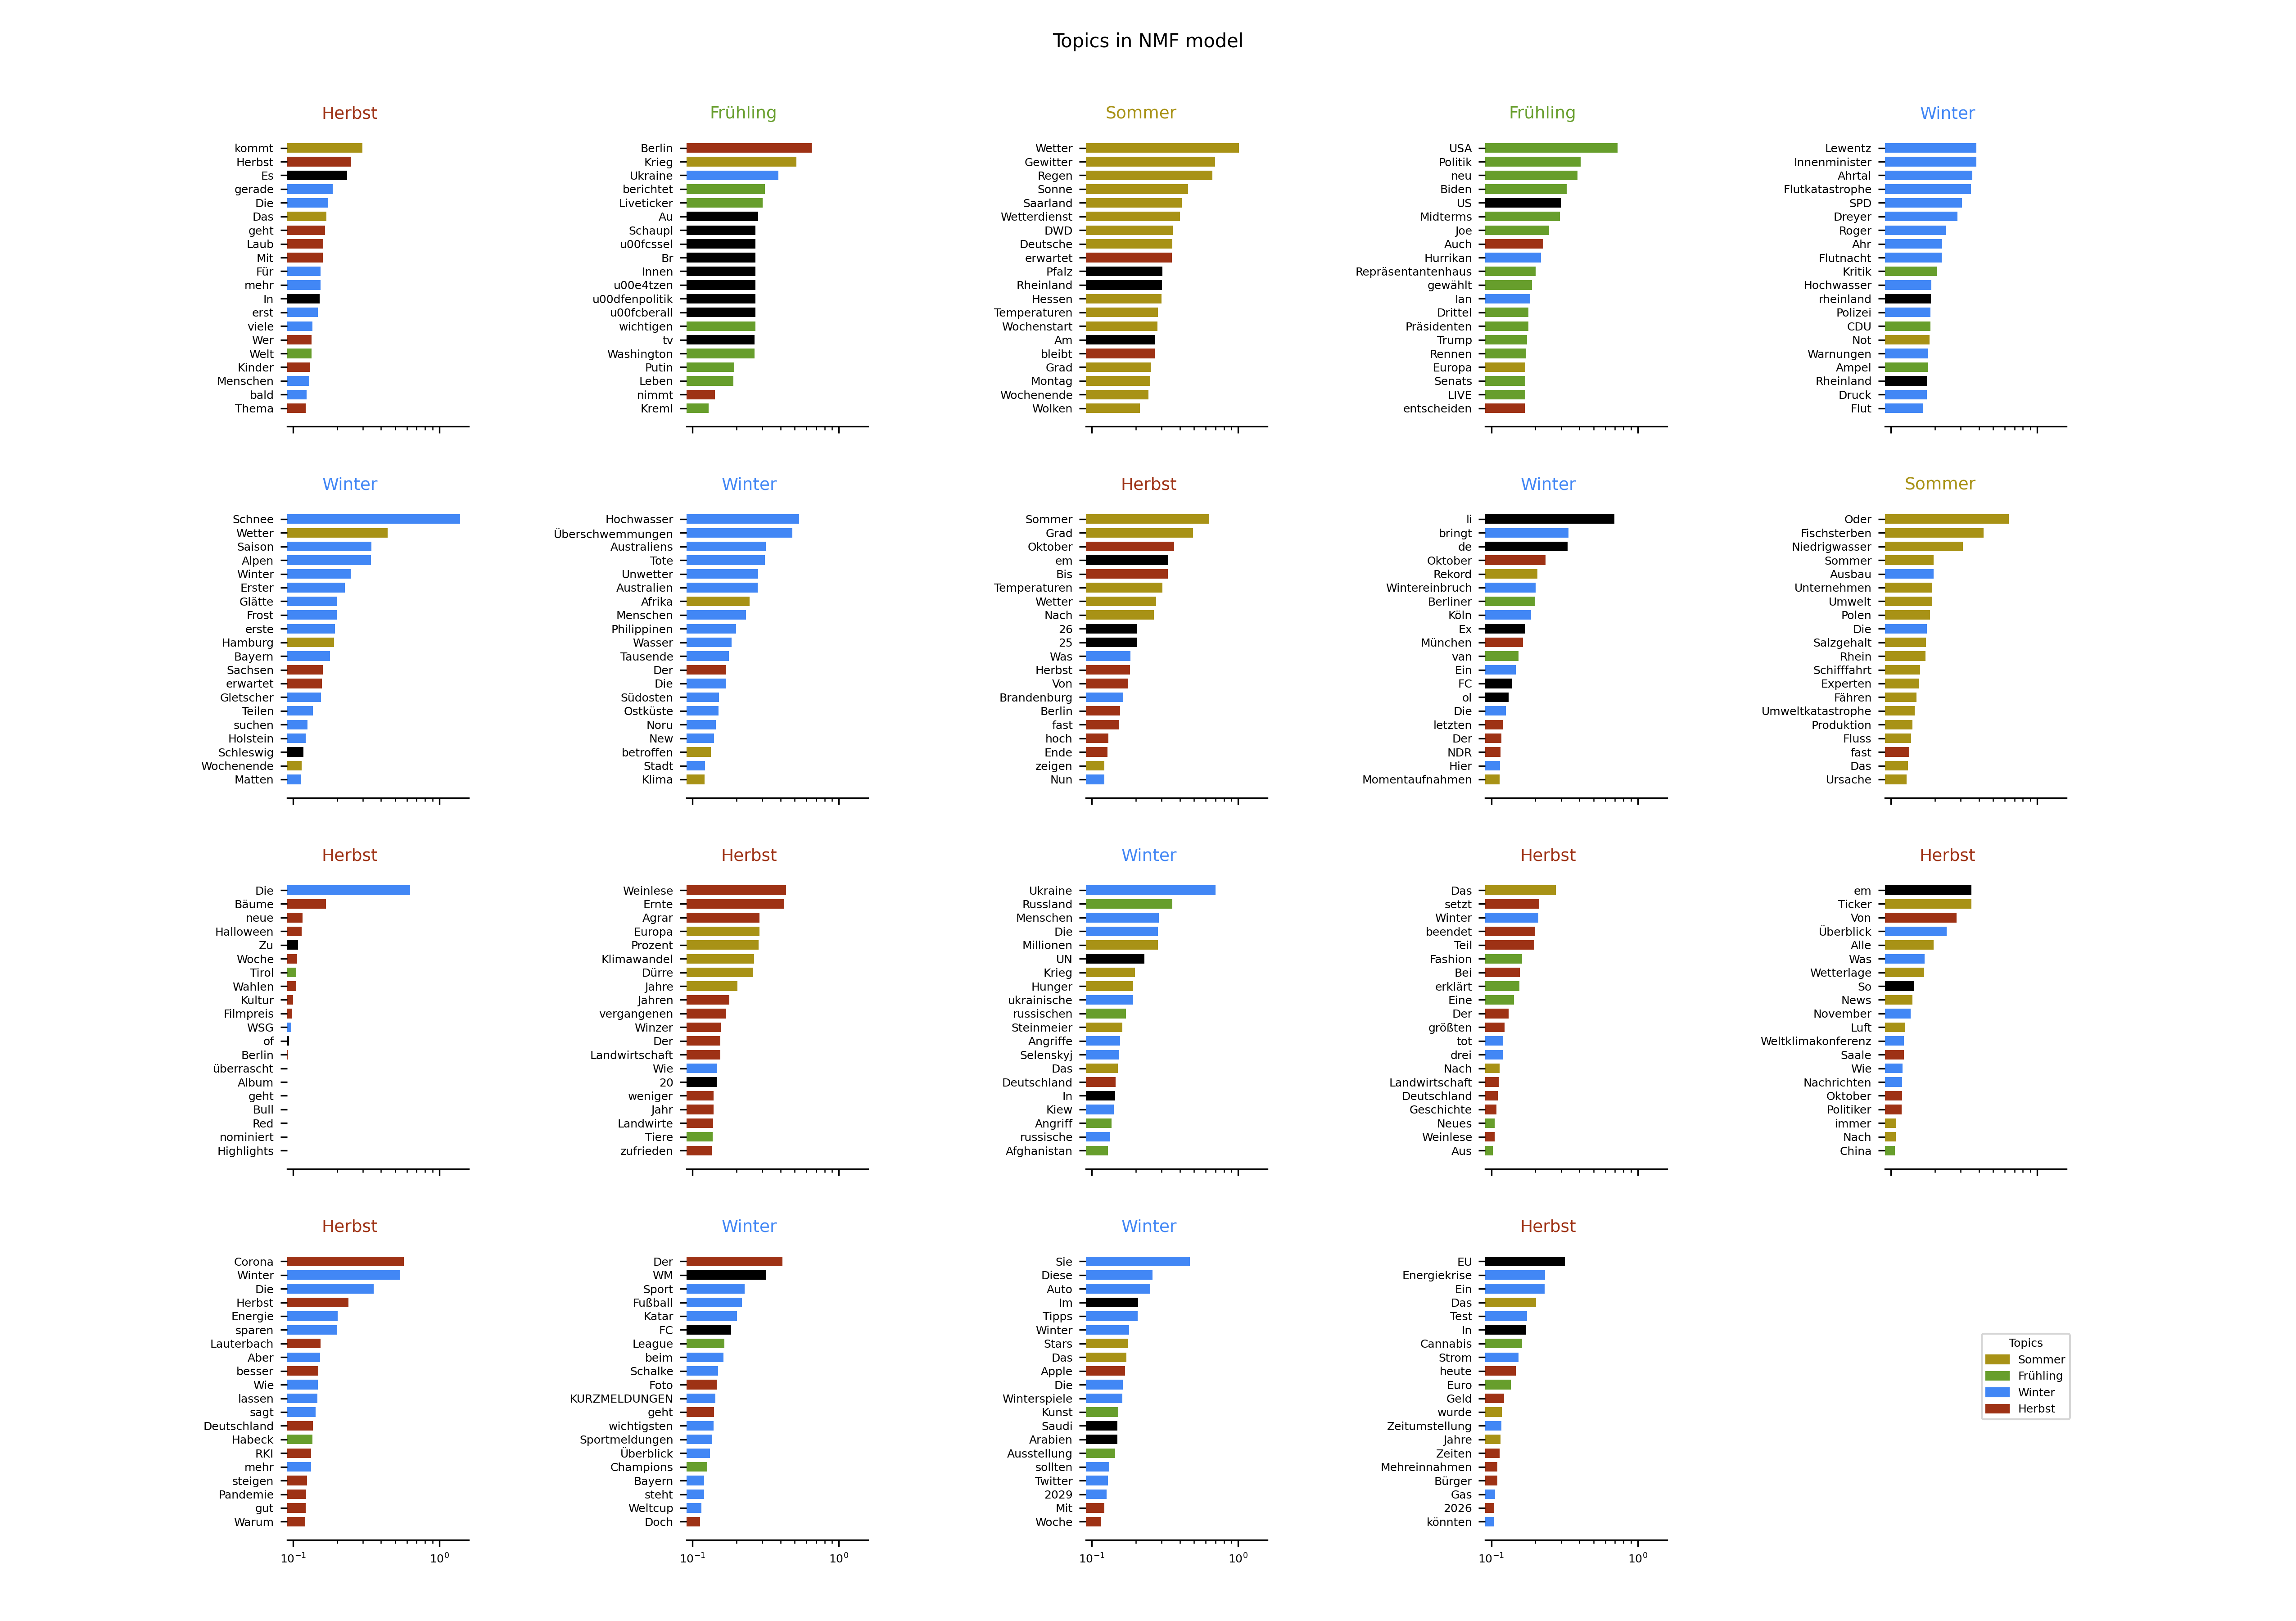 Topics in NMF model
Herbst
kommt
Herbst
Es
gerade
Die
Das
geht
Laub
Mit
Für
mehr
In
erst
viele
Wer
Welt
Kinder
Menschen
bald
Thema
Frühling
Berlin
Krieg
Ukraine
berichtet
Liveticker
Au
Schaupl
u00fcssel
Br
Innen
u00e4tzen
u00dfenpolitik
u00fcberall
wichtigen
tv
Washington
Putin
Leben
nimmt
Kreml
Sommer
Wetter
Gewitter
Regen
Sonne
Saarland
Wetterdienst
DWD
Deutsche
erwartet
Pfalz
Rheinland
Hessen
Temperaturen
Wochenstart
Am
bleibt
Grad
Montag
Wochenende
Wolken
Frühling
USA
Politik
neu
Biden
US
Midterms
Joe
Auch
Hurrikan
Repräsentantenhaus
gewählt
Ian
Drittel
Präsidenten
Trump
Rennen
Europa
Senats
LIVE
entscheiden
Winter
Lewentz
Innenminister
Ahrtal
Flutkatastrophe
SPD
Dreyer
Roger
Ahr
Flutnacht
Kritik
Hochwasser
rheinland
Polizei
CDU
Not
Warnungen
Ampel
Rheinland
Druck
Flut
Winter
Schnee
Wetter
Saison
Alpen
Winter
Erster
Glätte
Frost
erste
Hamburg
Bayern
Sachsen
erwartet
Gletscher
Teilen
suchen
Holstein
Schleswig
Wochenende
Matten
Winter
Hochwasser
Überschwemmungen
Australiens
Tote
Unwetter
Australien
Afrika
Menschen
Philippinen
Wasser
Tausende
Der
Die
Südosten
Ostküste
Noru
New
betroffen
Stadt
Klima
Herbst
Sommer
Grad
Oktober
em
Bis
Temperaturen
Wetter
Nach
26
25
Was
Herbst
Von
Brandenburg
Berlin
fast
hoch
Ende
zeigen
Nun
Winter
li
bringt
de
Oktober
Rekord
Wintereinbruch
Berliner
Köln
Ex
München
van
Ein
FC
ol
Die
letzten
Der
NDR
Hier
Momentaufnahmen
Sommer
Oder
Fischsterben
Niedrigwasser
Sommer
Ausbau
Unternehmen
Umwelt
Polen
Die
Salzgehalt
Rhein
Schifffahrt
Experten
Fähren
Umweltkatastrophe
Produktion
Fluss
fast
Das
Ursache
Herbst
Die
Bäume
neue
Halloween
Zu
Woche
Tirol
Wahlen
Kultur
Filmpreis
WSG
of
Berlin
überrascht
Album
geht
Bull
Red
nominiert
Highlights
Herbst
Weinlese
Ernte
Agrar
Europa
Prozent
Klimawandel
Dürre
Jahre
Jahren
vergangenen
Winzer
Der
Landwirtschaft
Wie
20
weniger
Jahr
Landwirte
Tiere
zufrieden
Winter
Ukraine
Russland
Menschen
Die
Millionen
UN
Krieg
Hunger
ukrainische
russischen
Steinmeier
Angriffe
Selenskyj
Das
Deutschland
In
Kiew
Angriff
russische
Afghanistan
Herbst
Das
setzt
Winter
beendet
Teil
Fashion
Bei
erklärt
Eine
Der
größten
tot
drei
Nach
Landwirtschaft
Deutschland
Geschichte
Neues
Weinlese
Aus
Herbst
em
Ticker
Von
Überblick
Alle
Was
Wetterlage
So
News
November
Luft
Weltklimakonferenz
Saale
Wie
Nachrichten
Oktober
Politiker
immer
Nach
China
Herbst
Corona
Winter
Die
Herbst
Energie
sparen
Lauterbach
Aber
besser
Wie
lassen
sagt
Deutschland
Habeck
RKI
mehr
steigen
Pandemie
gut
Warum
10⁻¹ 10⁰
Winter
Der
WM
Sport
Fußball
Katar
FC
League
beim
Schalke
Foto
KURZMELDUNGEN
geht
wichtigsten
Sportmeldungen
Überblick
Champions
Bayern
steht
Weltcup
Doch
10⁻¹ 10⁰
Winter
Sie
Diese
Auto
Im
Tipps
Winter
Stars
Das
Apple
Die
Winterspiele
Kunst
Saudi
Arabien
Ausstellung
sollten
Twitter
2029
Mit
Woche
10⁻¹ 10⁰
Herbst
EU
Energiekrise
Ein
Das
Test
In
Cannabis
Strom
heute
Euro
Geld
wurde
Zeitumstellung
Jahre
Zeiten
Mehreinnahmen
Bürger
Gas
2026
könnten
10⁻¹ 10⁰
Topics
Sommer
Frühling
Winter
Herbst